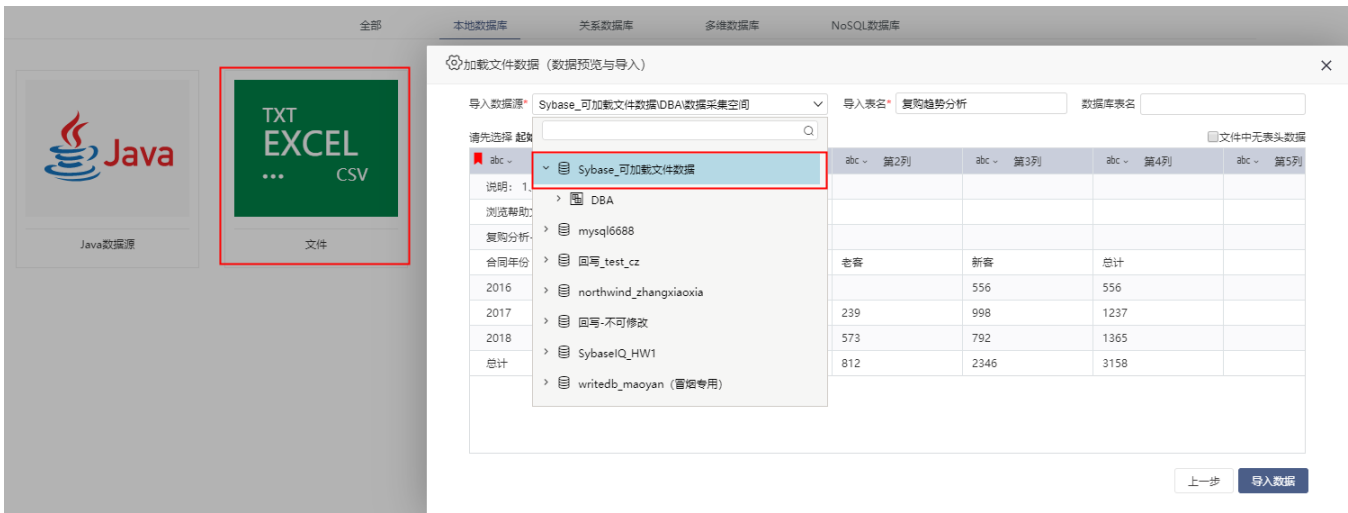 全部 本地数据库 关系数据库 多维数据库 NoSQL数据库
加载文件数据（数据预览与导入）
导入数据源* Sybase_可加载文件数据\DBA\数据采集空间 导入表名* 复购趋势分析 数据库表名
请先选择 起始
文件中无表头数据
abc abc 第2列 abc 第3列 abc 第4列 abc 第5列
说明： 1、
浏览帮助
复购分析-
合同年份 老客 新客 总计
2016 556 556
2017 239 998 1237
2018 573 792 1365
总计 812 2346 3158
Sybase_可加载文件数据
DBA
mysql6688
回写_test_cz
northwind_zhangxiaoxia
回写-不可修改
SybaseIQ_HW1
writedb_maoyan（冒烟专用）
上一步 导入数据
Java
Java数据源
TXT
EXCEL
... CSV
文件